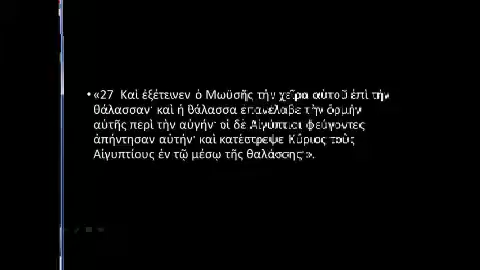 • «27 Καὶ ἐξέτεινεν ὁ Μωϋσῆς τὴν χεῖρα αὐτοῦ ἐπὶ τὴν
θάλασσαν· καὶ ἡ θάλασσα ἐπανέλαβε τὴν ὁρμὴν
αὐτῆς περὶ τὴν αὐγήν· οἱ δὲ Αἰγύπτιοι φεύγοντες
ἀπήντησαν αὐτήν· καὶ κατέστρεψε Κύριος τοὺς
Αἰγυπτίους ἐν τῷ μέσῳ τῆς θαλάσσης·».